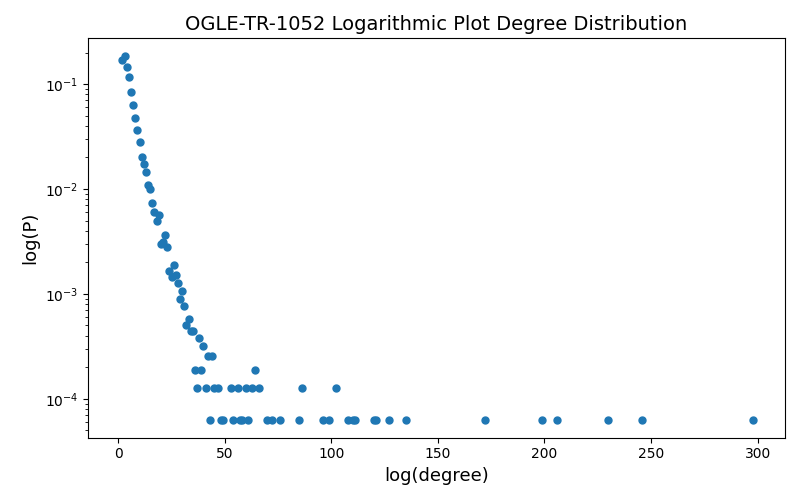 OGLE-TR-1052 Logarithmic Plot Degree Distribution
log(P)
10⁻¹
10⁻²
10⁻³
10⁻⁴
0 50 100 150 200 250 300
log(degree)